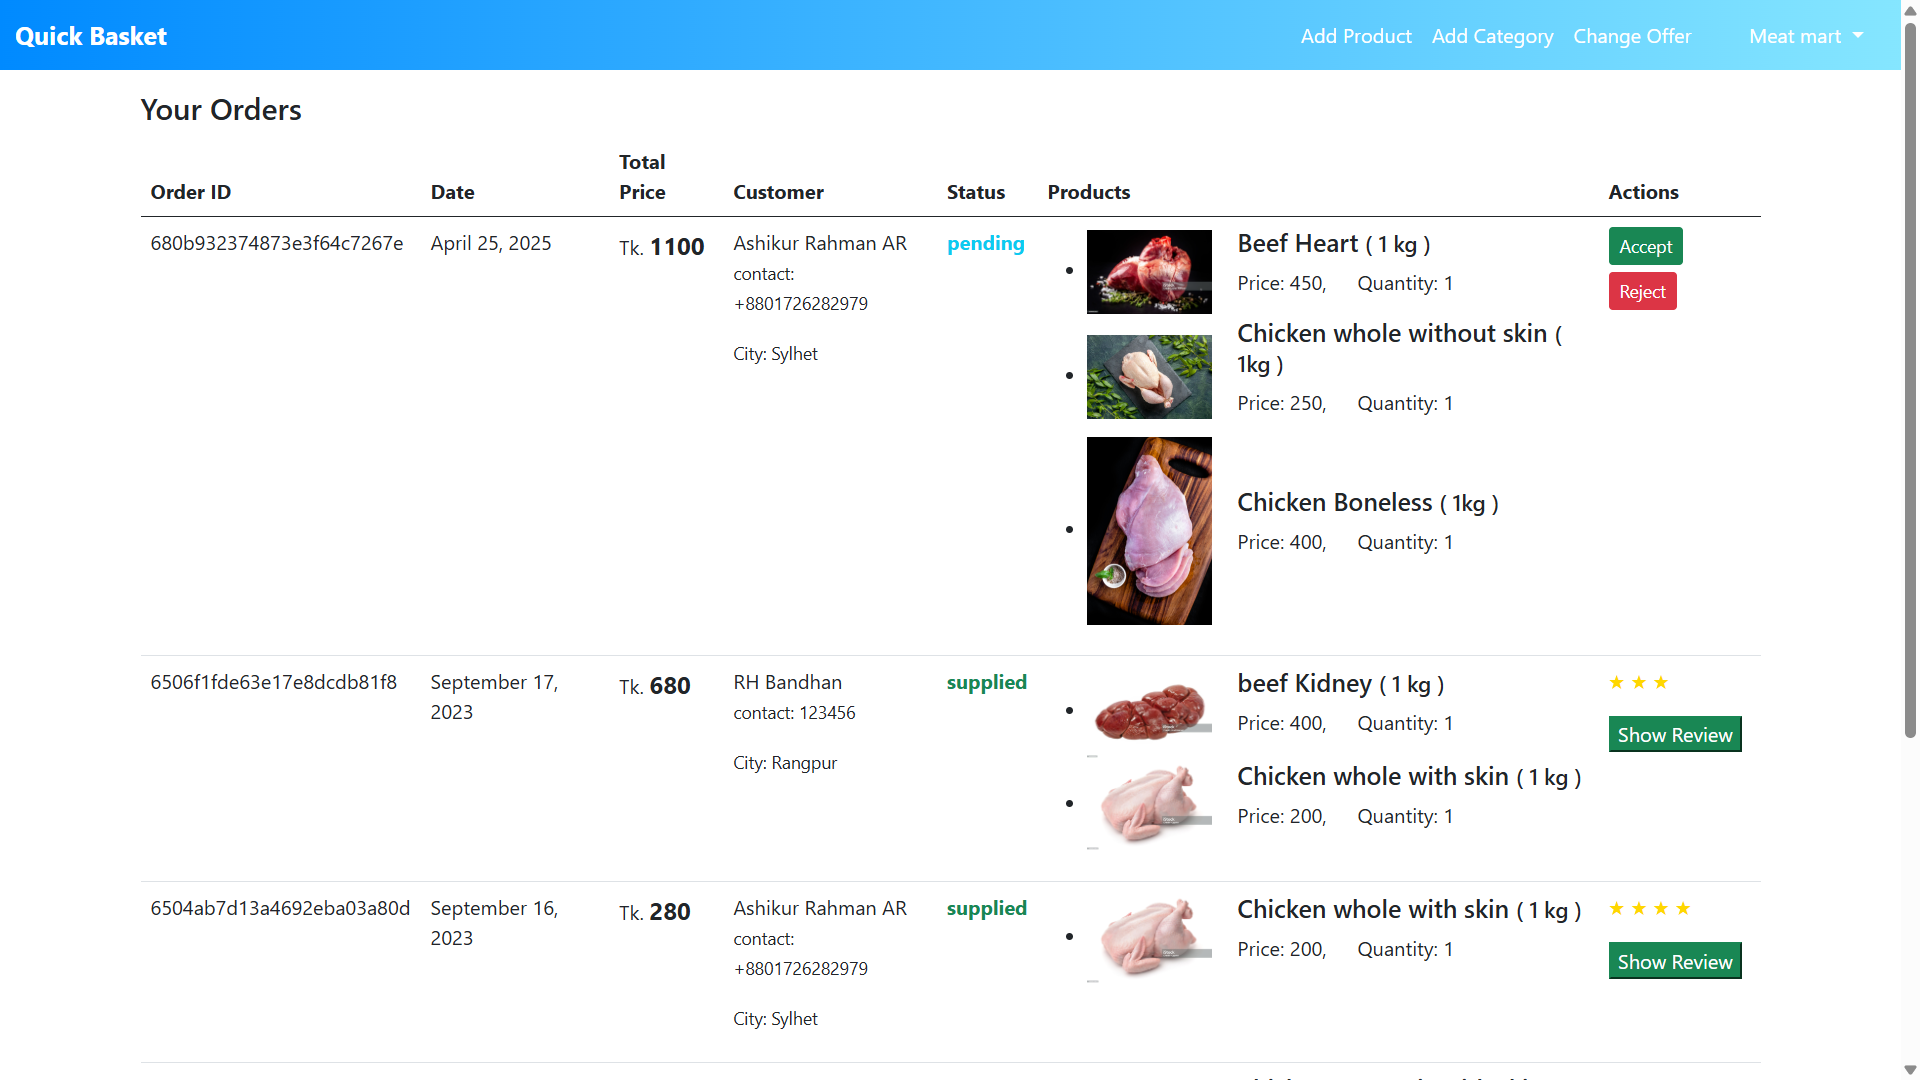 Quick Basket
Add Product
Add Category
Change Offer
Meat mart
Your Orders
Order ID
Date
Total
Price
Customer
Status
Products
Actions
680b932374873e3f64c7267e
April 25, 2025
Tk. 1100
Ashikur Rahman AR
contact:
+8801726282979
City: Sylhet
pending
Beef Heart ( 1 kg )
Price: 450, Quantity: 1
Chicken whole without skin (
1kg )
Price: 250, Quantity: 1
Chicken Boneless ( 1kg )
Price: 400, Quantity: 1
Accept
Reject
6506f1fde63e17e8dcdb81f8
September 17,
2023
Tk. 680
RH Bandhan
contact: 123456
City: Rangpur
supplied
beef Kidney ( 1 kg )
Price: 400, Quantity: 1
Chicken whole with skin ( 1 kg )
Price: 200, Quantity: 1
Show Review
6504ab7d13a4692eba03a80d
September 16,
2023
Tk. 280
Ashikur Rahman AR
contact:
+8801726282979
City: Sylhet
supplied
Chicken whole with skin ( 1 kg )
Price: 200, Quantity: 1
Show Review